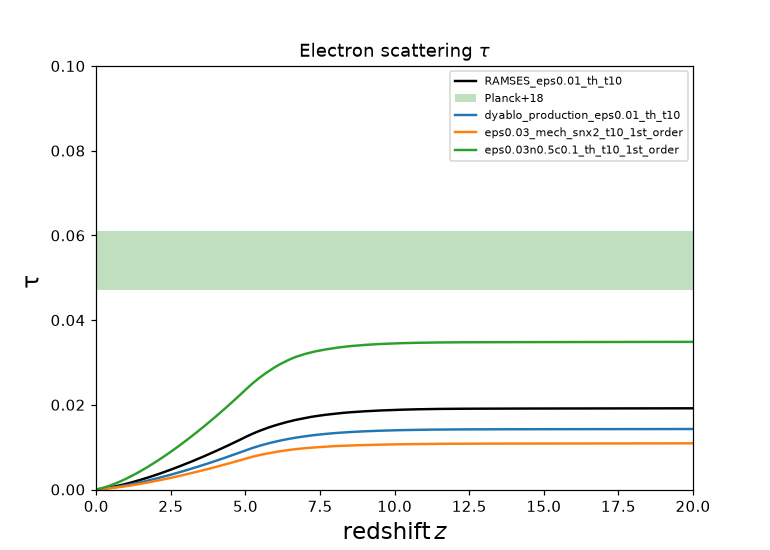 Electron scattering τ
RAMSES_eps0.01_th_t10
Planck+18
dyablo_production_eps0.01_th_t10
eps0.03_mech_snx2_t10_1st_order
eps0.03n0.5c0.1_th_t10_1st_order
0.10
0.08
0.06
0.04
0.02
0.00
τ
0.0 2.5 5.0 7.5 10.0 12.5 15.0 17.5 20.0
redshift z